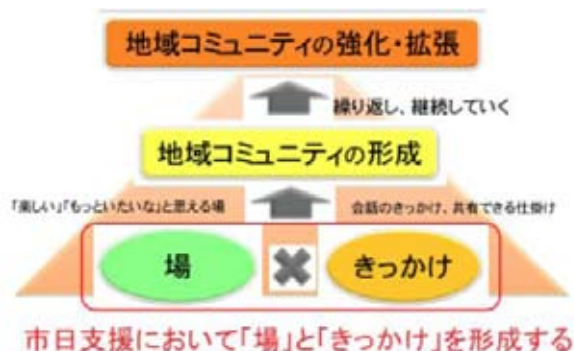 地域コミュニティの強化・拡張
繰り返し、継続していく
地域コミュニティの形成
「楽しい」「もっといたいな」と思える場
会話のきっかけ、共有できる仕掛け
場
きっかけ
市日支援において「場」と「きっかけ」を形成する